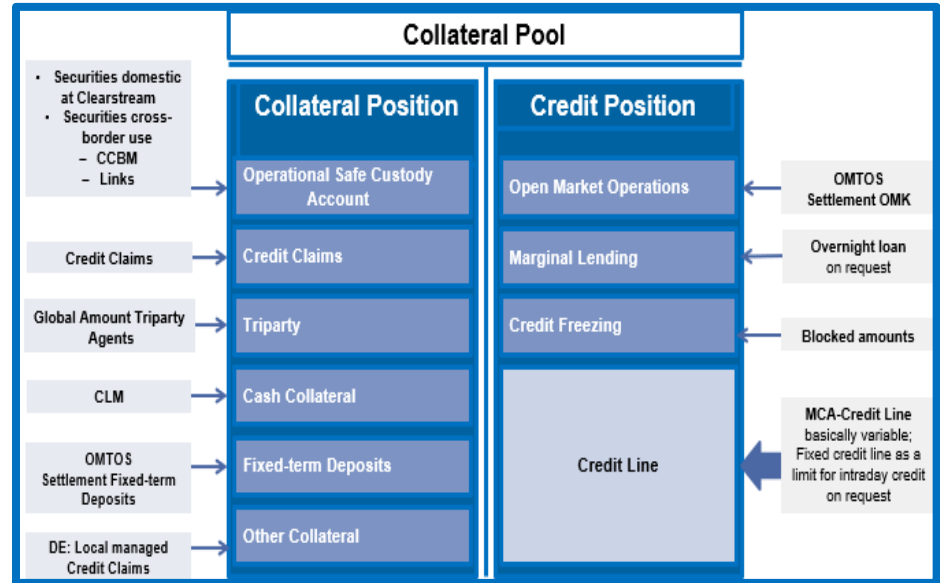 Collateral Pool
• Securities domestic
at Clearstream
• Securities cross-
border use
– CCBM
– Links
Credit Claims
Global Amount Triparty
Agents
CLM
OMTOS
Settlement Fixed-term
Deposits
DE: Local managed
Credit Claims
Collateral Position
Operational Safe Custody
Account
Credit Claims
Triparty
Cash Collateral
Fixed-term Deposits
Other Collateral
Credit Position
Open Market Operations
Marginal Lending
Credit Freezing
Credit Line
OMTOS
Settlement OMK
Overnight loan
on request
Blocked amounts
MCA-Credit Line
basically variable;
Fixed credit line as a
limit for intraday credit
on request